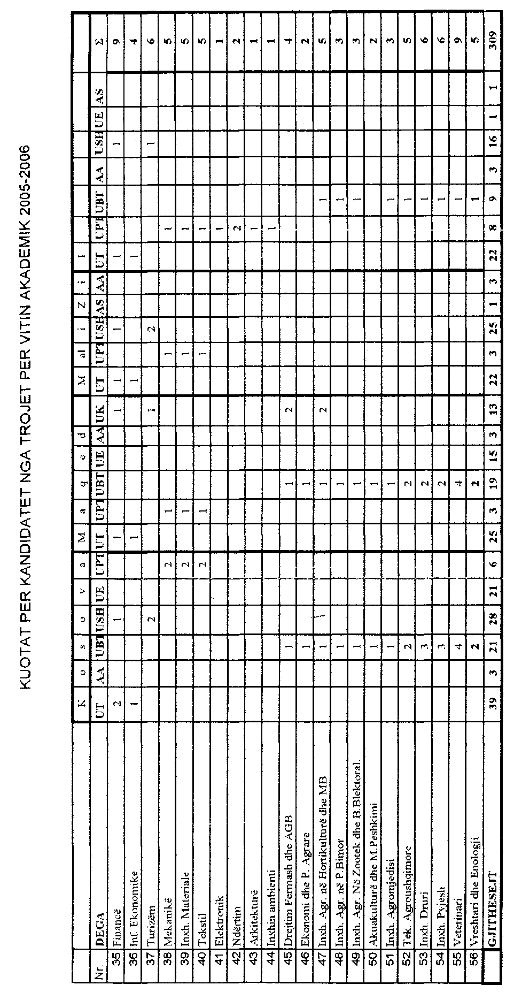 KUOTAT PER KANDIDATET NGA TROJET PER VITIN AKADEMIK 2005-2006
K o s o v a M a q e d M al i Z i I
Nr. DEGA UT AA UBT USH UE UPT UT UPT UBT UE AA UK UT UPT USH AS AA UT UPT UBT AA USH UE AS Σ
35 Financë 2 1 1 1 1 1 1 1 9
36 Inf. Ekonomike 1 1 1 1 4
37 Turizëm 2 1 2 1 6
38 Mekanikë 2 1 1 1 5
39 Inxh. Materiale 2 1 1 1 5
40 Tekstil 2 1 1 1 5
41 Elektronik 1 1
42 Ndërtim 2 2
43 Arkitekturë 1 1
44 Inxhin ambienti 1 1
45 Drejtim Fermash dhe AGB 1 1 2 4
46 Ekonomi dhe P. Agrare 1 1 2
47 Inxh. Agr. në Hortikulturë dhe MB 1 1 2 1 5
48 Inxh. Agr. në P.Bimor 1 1 1 3
49 Inxh. Agr. Në Zootek dhe B.Blektoral. 1 1 1 3
50 Akuakulturë dhe M.Peshkimi 1 1 2
51 Inxh. Agromjedisi 1 1 1 3
52 Tek. Agroushqimore 2 2 1 5
53 Inxh. Druri 3 2 1 6
54 Inxh. Pyjesh 3 2 1 6
55 Veterinari 4 4 1 9
56 Vreshtari dhe Enologji 2 2 1 5
GJITHESEJT 39 3 21 28 21 6 25 3 19 15 3 13 22 3 25 1 3 22 8 9 3 16 1 1 309